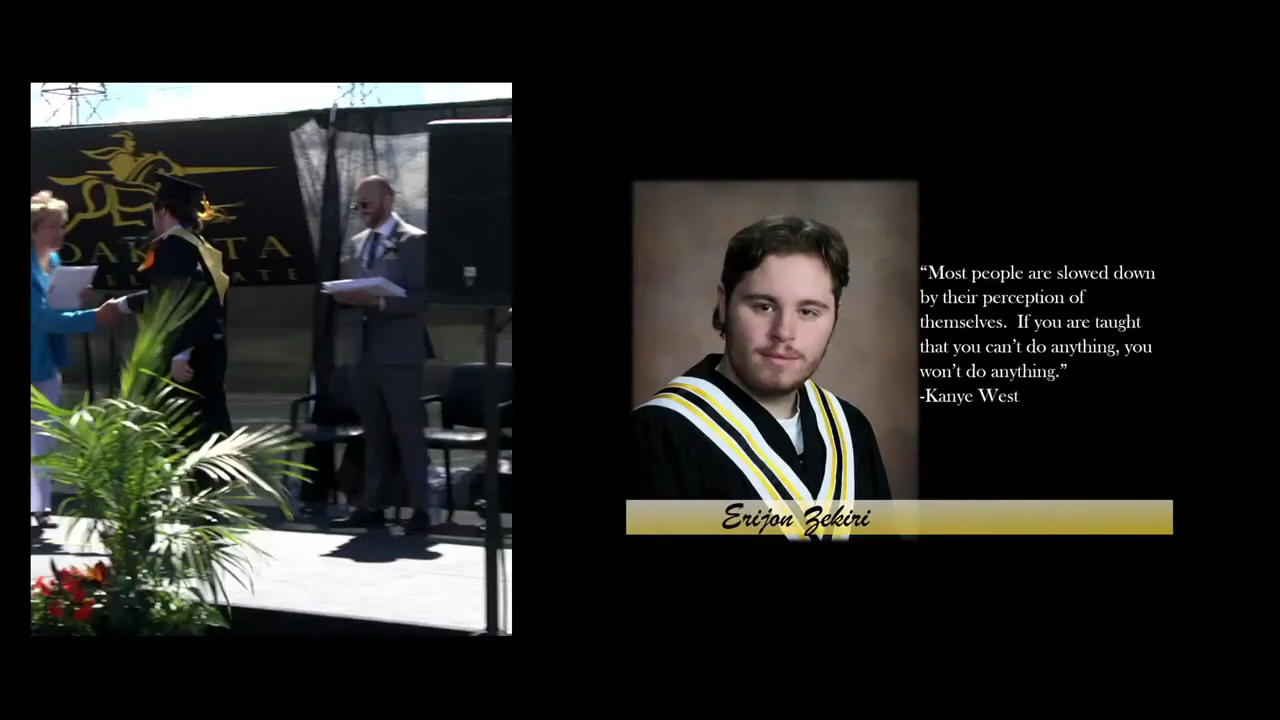 DAKOTA
“Most people are slowed down
by their perception of
themselves.  If you are taught
that you can’t do anything, you
won’t do anything.”
-Kanye West
Erijon Zekiri